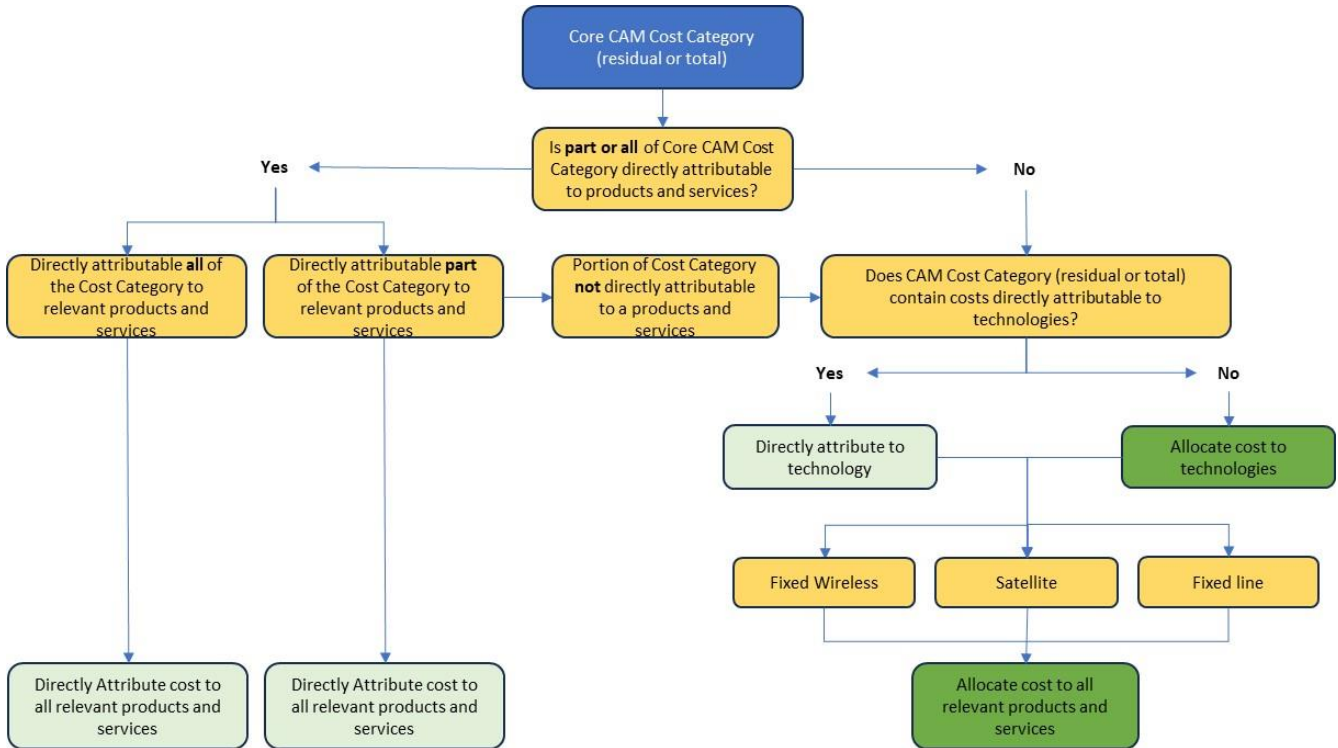 Core CAM Cost Category
(residual or total)
Is part or all of Core CAM Cost
Category directly attributable
to products and services?
Yes
No
Directly attributable all of
the Cost Category to
relevant products and
services
Directly attributable part
of the Cost Category to
relevant products and
services
Portion of Cost Category
not directly attributable
to a products and
services
Does CAM Cost Category (residual or total)
contain costs directly attributable to
technologies?
Yes
No
Directly attribute to
technology
Allocate cost to
technologies
Fixed Wireless
Satellite
Fixed line
Directly Attribute cost to
all relevant products and
services
Directly Attribute cost to
all relevant products and
services
Allocate cost to all
relevant products and
services